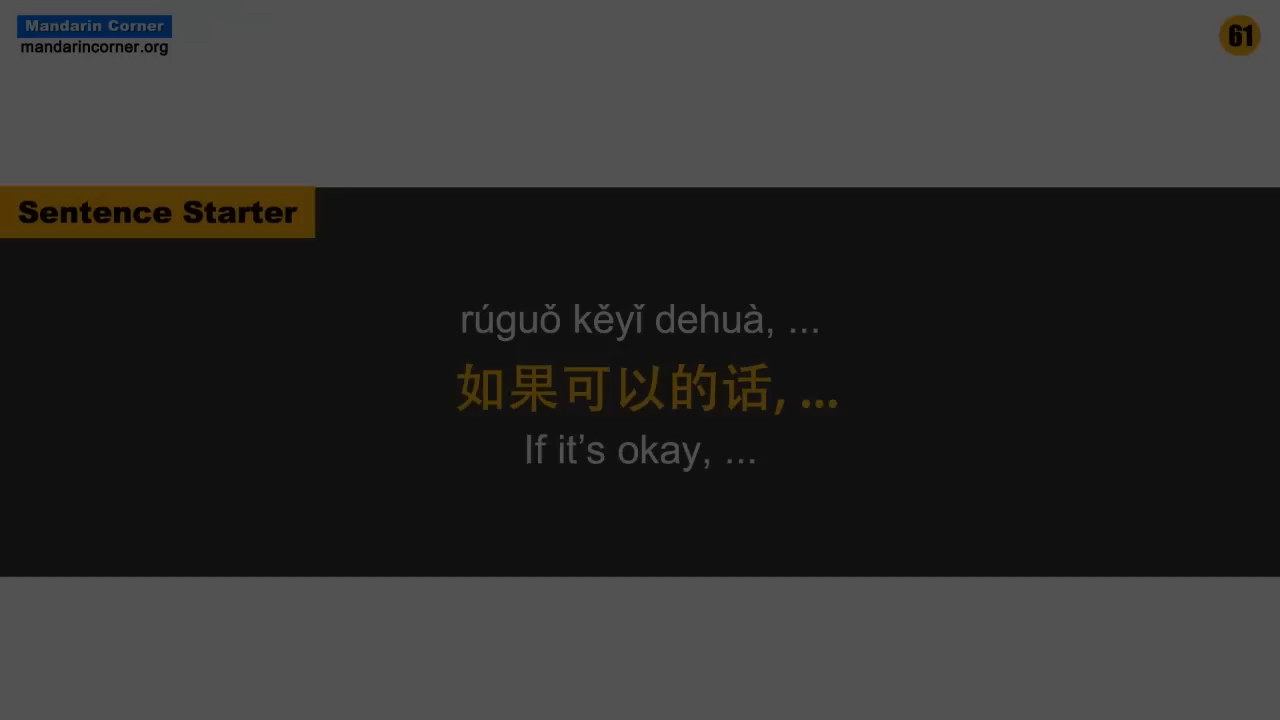 Mandarin Corner
mandarincorner.org
61
Sentence Starter
rúguǒ kěyǐ dehuà, ...
如果可以的话, ...
If it’s okay, ...